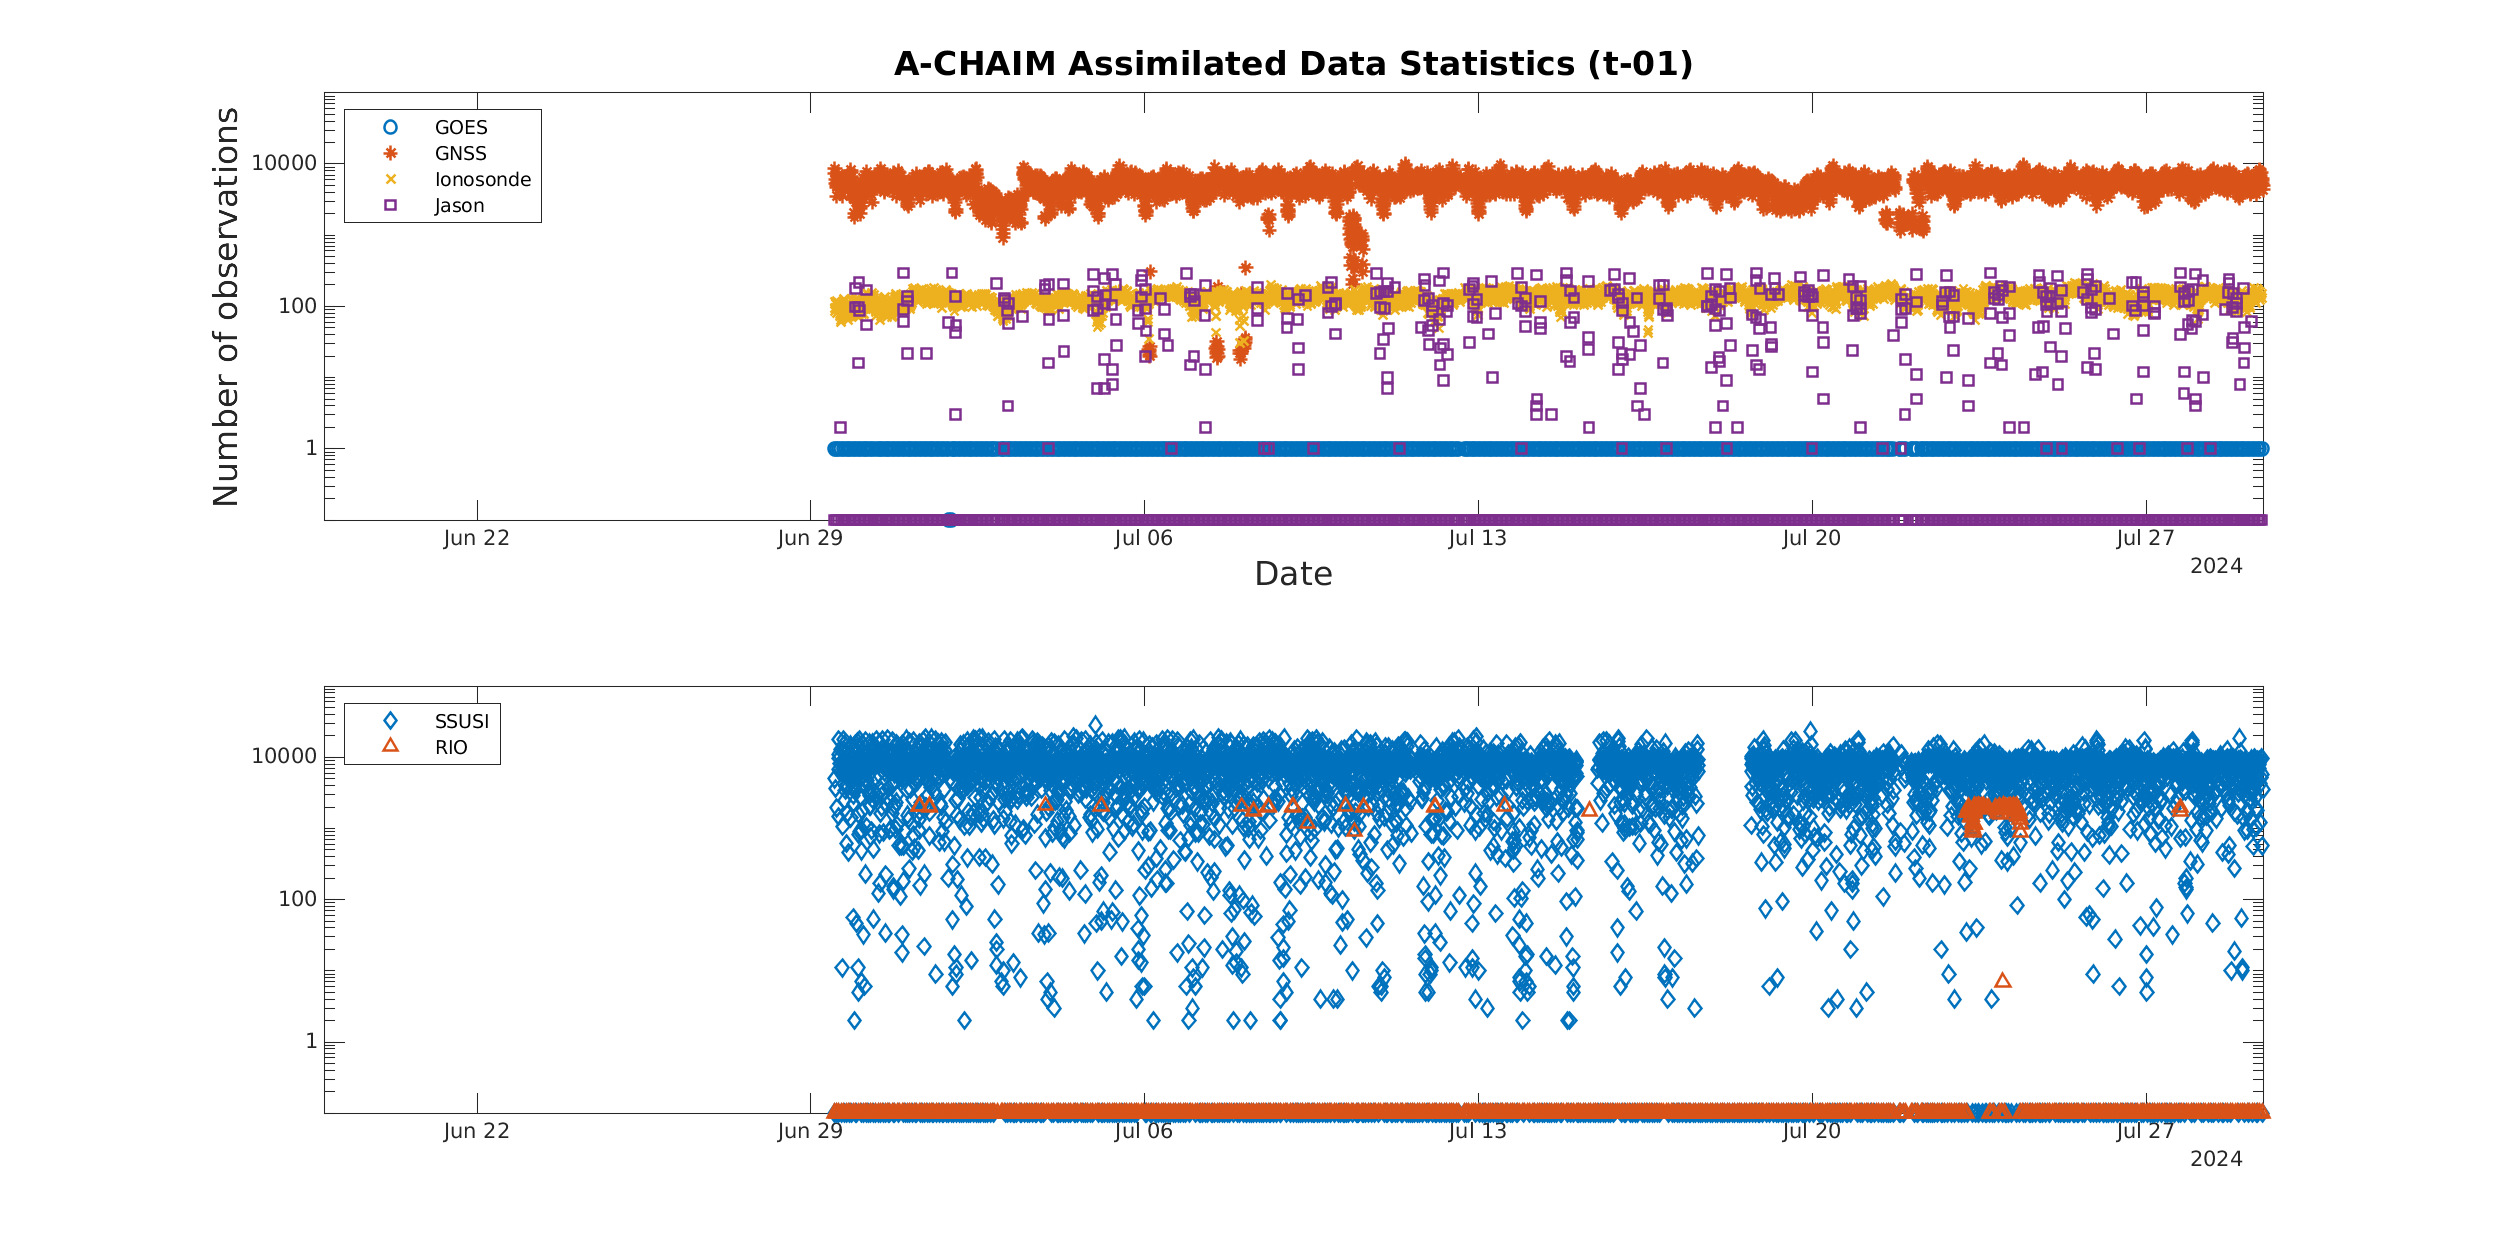 A-CHAIM Assimilated Data Statistics (t-01)
Number of observations
10000
100
1
GOES
GNSS
Ionosonde
Jason
Jun 22
Jun 29
Jul 06
Jul 13
Jul 20
Jul 27
2024
Date
10000
100
1
SSUSI
RIO
Jun 22
Jun 29
Jul 06
Jul 13
Jul 20
Jul 27
2024